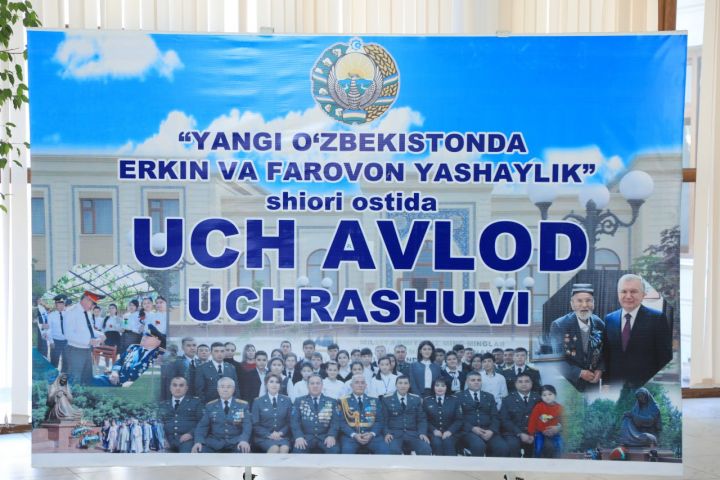 “YANGI O‘ZBEKISTONDA
ERKIN VA FAROVON YASHAYLIK”
shiori ostida
UCH AVLOD
UCHRASHUVI